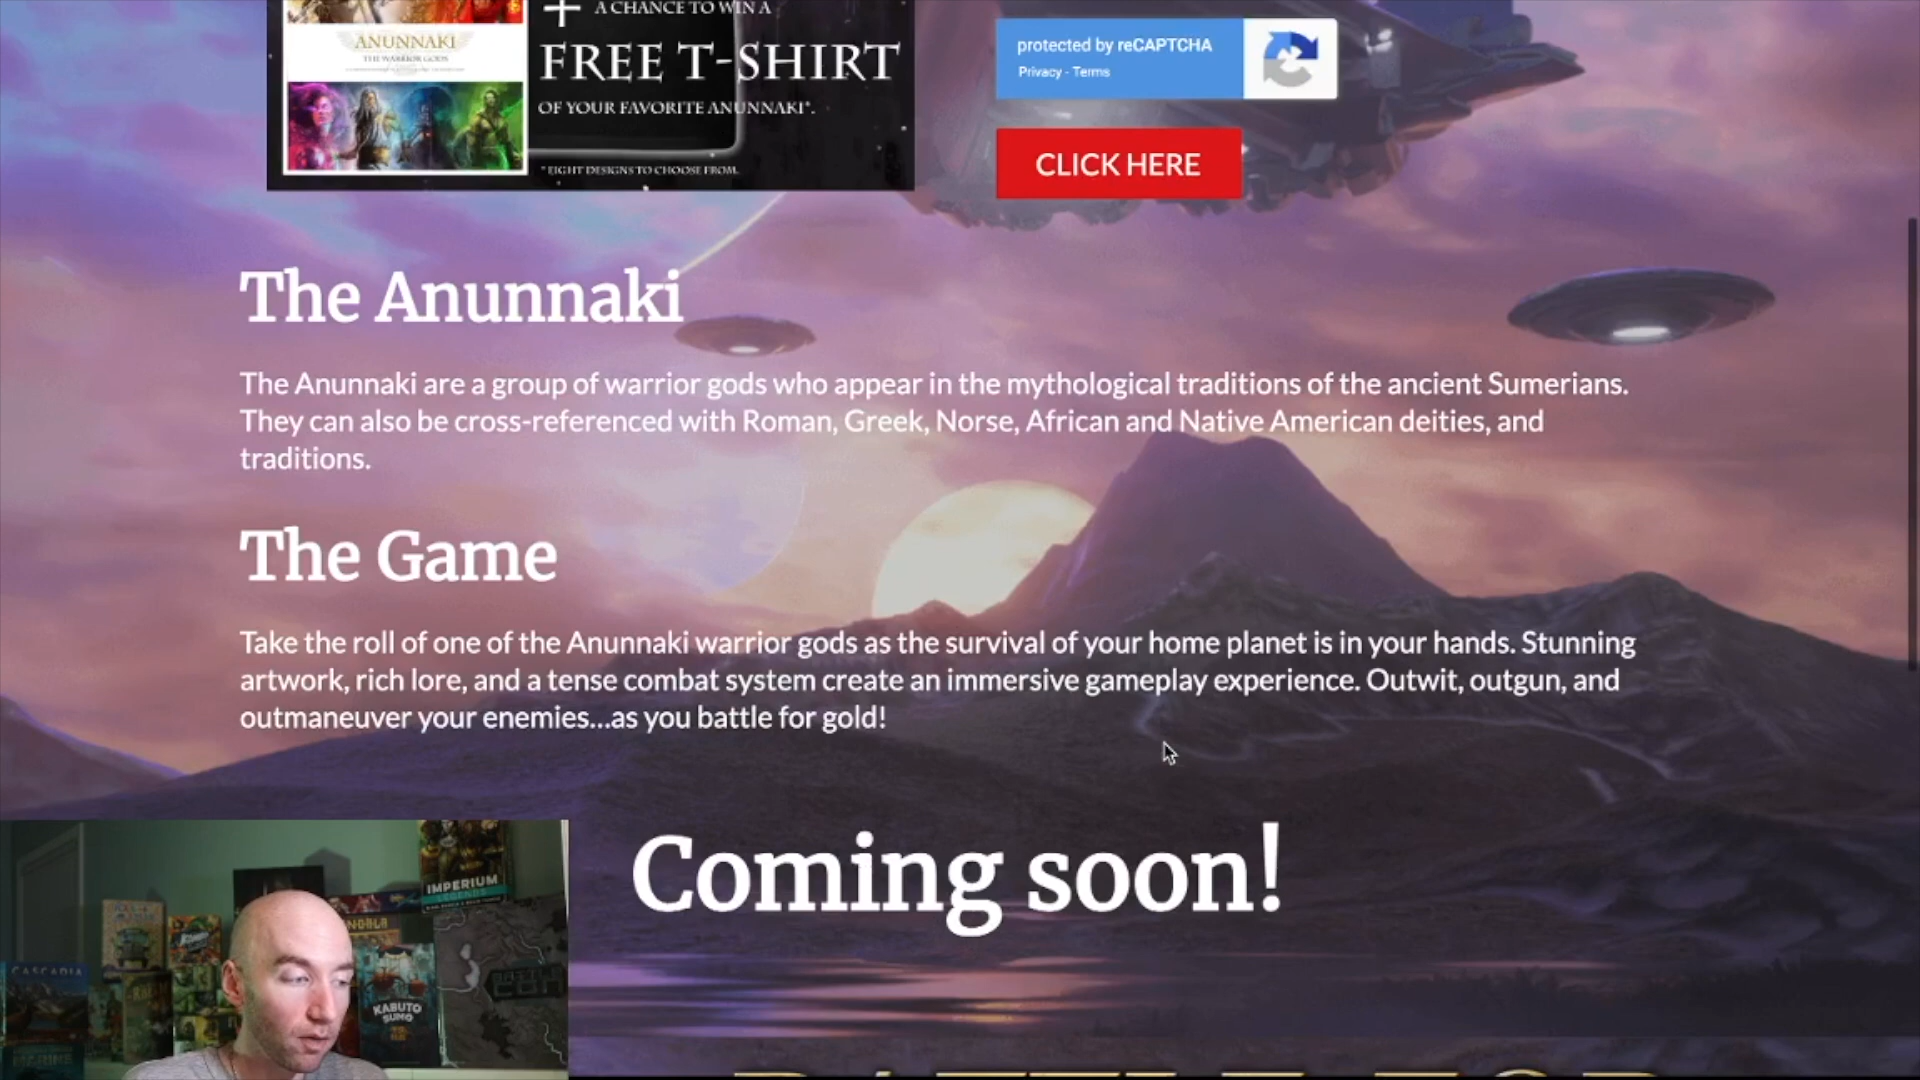 A CHANCE TO WIN A
FREE T-SHIRT
OF YOUR FAVORITE ANUNNAKI*.
* EIGHT DESIGNS TO CHOOSE FROM.
ANUNNAKI
THE WARRIOR GODS
protected by reCAPTCHA
Privacy - Terms
CLICK HERE
The Anunnaki
The Anunnaki are a group of warrior gods who appear in the mythological traditions of the ancient Sumerians.
They can also be cross-referenced with Roman, Greek, Norse, African and Native American deities, and
traditions.
The Game
Take the roll of one of the Anunnaki warrior gods as the survival of your home planet is in your hands. Stunning
artwork, rich lore, and a tense combat system create an immersive gameplay experience. Outwit, outgun, and
outmaneuver your enemies...as you battle for gold!
Coming soon!
IMPERIUM
LEGENDS
CASCADIA
KABUTO
SUMO